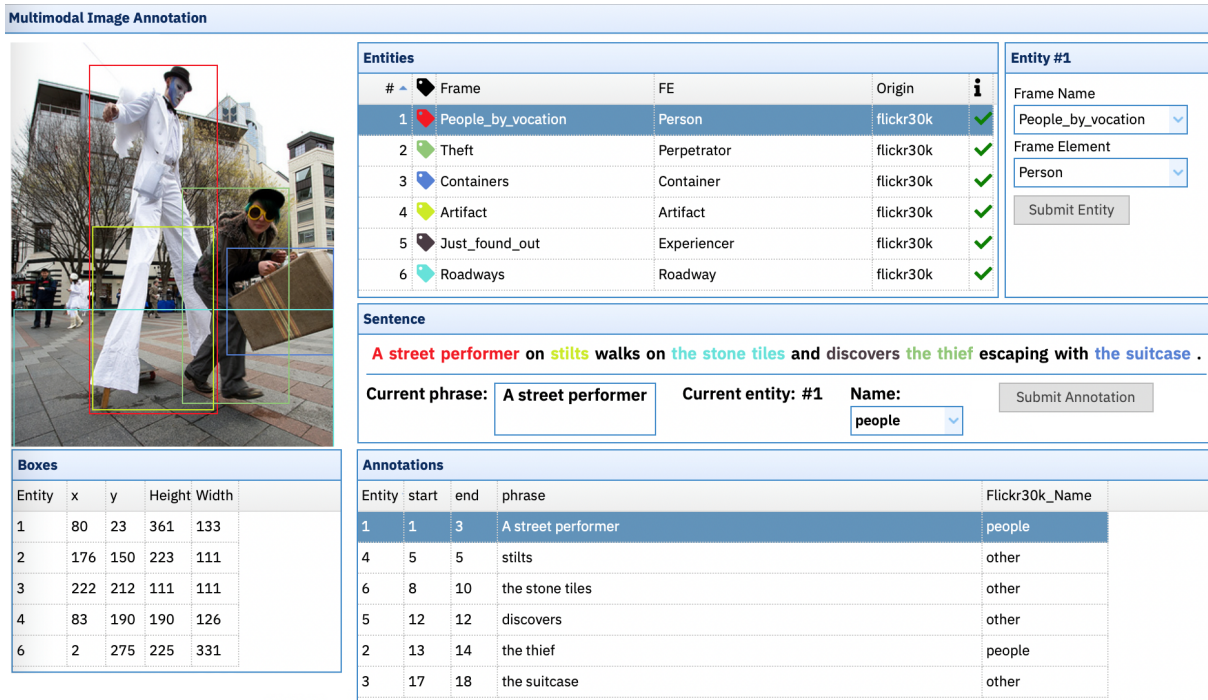 Multimodal Image Annotation
Entities
# Frame FE Origin i
1 People_by_vocation Person flickr30k
2 Theft Perpetrator flickr30k
3 Containers Container flickr30k
4 Artifact Artifact flickr30k
5 Just_found_out Experiencer flickr30k
6 Roadways Roadway flickr30k
Entity #1
Frame Name
People_by_vocation
Frame Element
Person
Submit Entity
Sentence
A street performer on stilts walks on the stone tiles and discovers the thief escaping with the suitcase .
Current phrase: A street performer Current entity: #1 Name: people Submit Annotation
Boxes
Entity x y Height Width
1 80 23 361 133
2 176 150 223 111
3 222 212 111 111
4 83 190 190 126
6 2 275 225 331
Annotations
Entity start end phrase Flickr30k_Name
1 1 3 A street performer people
4 5 5 stilts other
6 8 10 the stone tiles other
5 12 12 discovers other
2 13 14 the thief people
3 17 18 the suitcase other